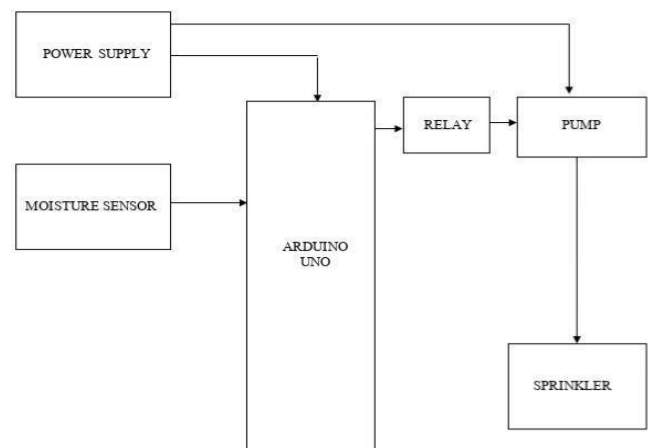 POWER SUPPLY
RELAY
PUMP
MOISTURE SENSOR
ARDUINO
UNO
SPRINKLER